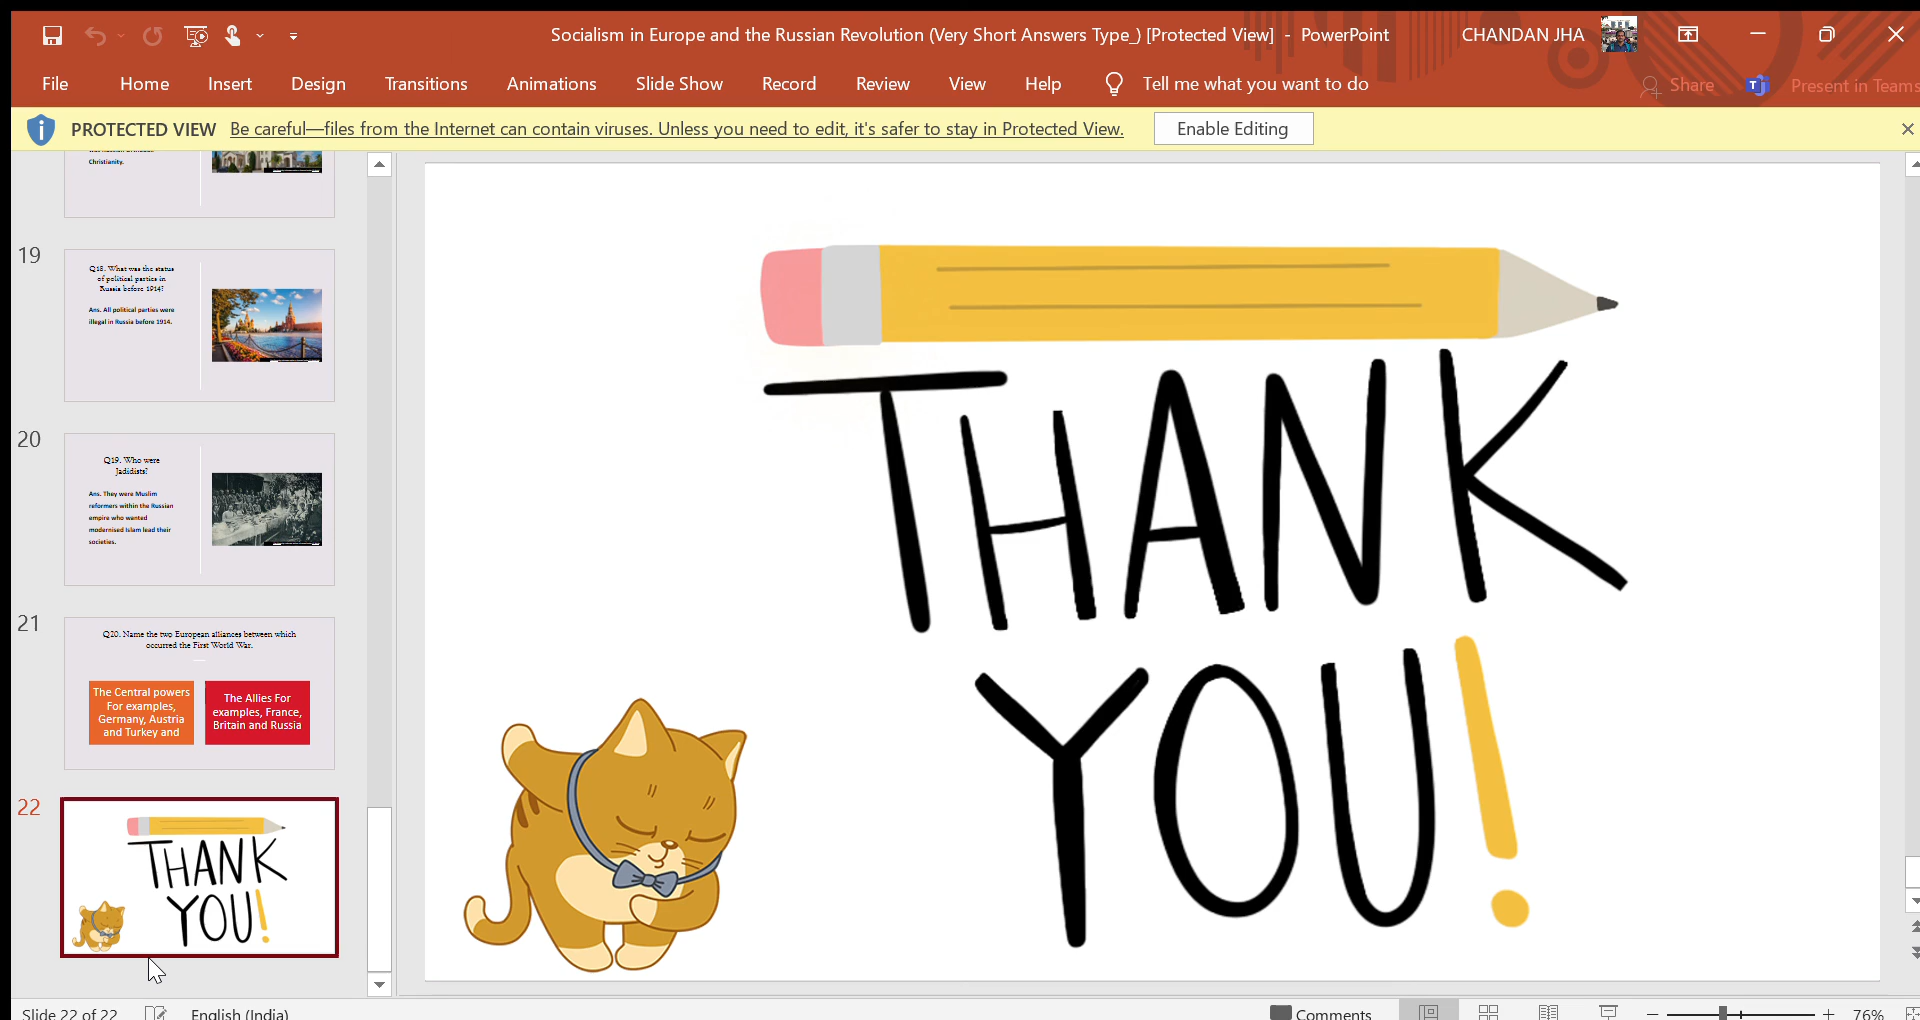 Socialism in Europe and the Russian Revolution (Very Short Answers Type_) [Protected View] - PowerPoint
CHANDAN JHA
File Home Insert Design Transitions Animations Slide Show Record Review View Help Tell me what you want to do Share Present in Teams
PROTECTED VIEW Be careful—files from the Internet can contain viruses. Unless you need to edit, it's safer to stay in Protected View. Enable Editing
Christianity.
19
Q18. What was the status
of political parties in
Russia before 1914?
Ans. All political parties were
illegal in Russia before 1914.
20
Q19. Who were
Jadidists?
Ans. They were Muslim
reformers within the Russian
empire who wanted
modernised Islam lead their
societies.
21
Q20. Name the two European alliances between which
occurred the First World War.
The Central powers
For examples,
Germany, Austria
and Turkey and
The Allies For
examples, France,
Britain and Russia
22
THANK
YOU!
THANK
YOU!
Slide 22 of 22 English (India) Comments 76%